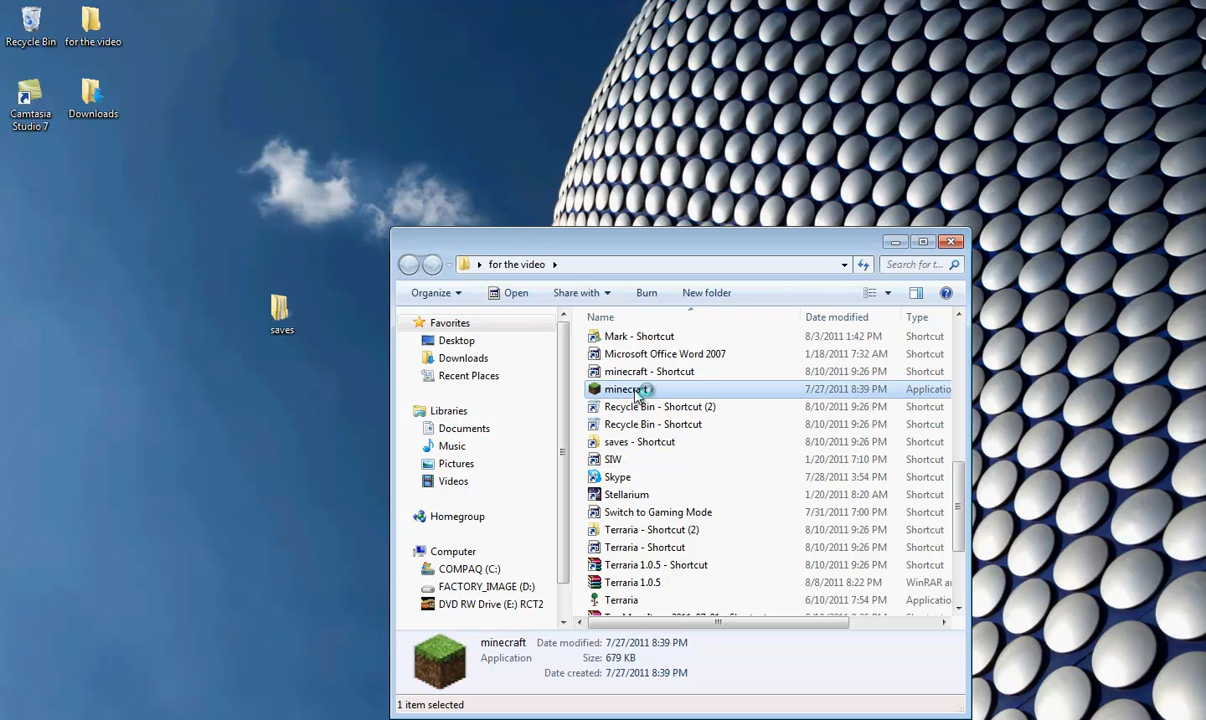 Recycle Bin
for the video
Camtasia
Studio 7
Downloads
saves
for the video
Search for t...
Organize
Open
Share with
Burn
New folder
Name
Date modified
Type
Favorites
Desktop
Downloads
Recent Places
Libraries
Documents
Music
Pictures
Videos
Homegroup
Computer
COMPAQ (C:)
FACTORY_IMAGE (D:)
DVD RW Drive (E:) RCT2
Mark - Shortcut 8/3/2011 1:42 PM Shortcut
Microsoft Office Word 2007 1/18/2011 7:32 AM Shortcut
minecraft - Shortcut 8/10/2011 9:26 PM Shortcut
minecraft 7/27/2011 8:39 PM Applicatio
Recycle Bin - Shortcut (2) 8/10/2011 9:26 PM Shortcut
Recycle Bin - Shortcut 8/10/2011 9:26 PM Shortcut
saves - Shortcut 8/10/2011 9:26 PM Shortcut
SIW 1/20/2011 7:10 PM Shortcut
Skype 7/28/2011 3:54 PM Shortcut
Stellarium 1/20/2011 8:20 AM Shortcut
Switch to Gaming Mode 7/31/2011 7:00 PM Shortcut
Terraria - Shortcut (2) 8/10/2011 9:26 PM Shortcut
Terraria - Shortcut 8/10/2011 9:26 PM Shortcut
Terraria 1.0.5 - Shortcut 8/10/2011 9:26 PM Shortcut
Terraria 1.0.5 8/8/2011 8:22 PM WinRAR ar
Terraria 6/10/2011 7:54 PM Applicatio
minecraft Date modified: 7/27/2011 8:39 PM
Application Size: 679 KB
Date created: 7/27/2011 8:39 PM
1 item selected